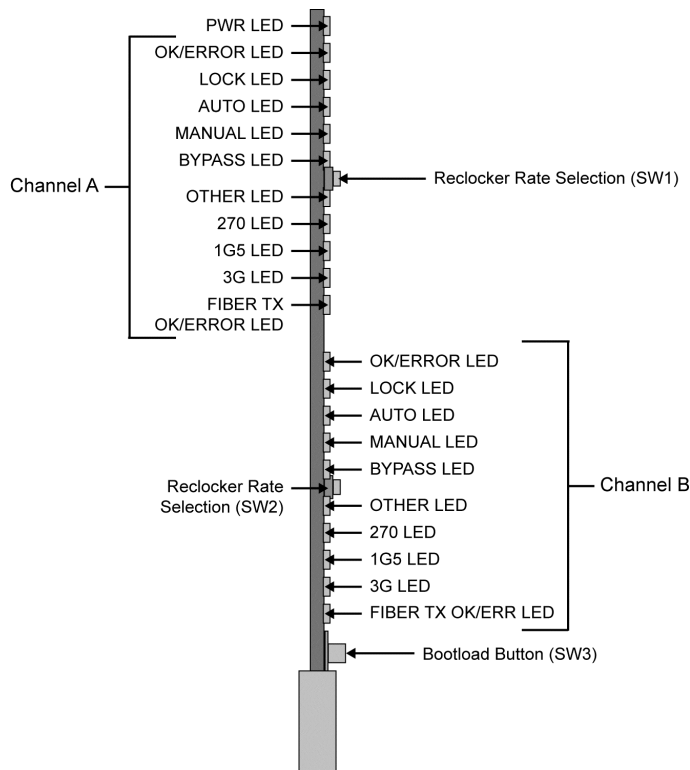 PWR LED
OK/ERROR LED
LOCK LED
AUTO LED
MANUAL LED
BYPASS LED
Channel A
Reclocker Rate Selection (SW1)
OTHER LED
270 LED
1G5 LED
3G LED
FIBER TX
OK/ERROR LED
OK/ERROR LED
LOCK LED
AUTO LED
MANUAL LED
BYPASS LED
Reclocker Rate
Selection (SW2)
Channel B
OTHER LED
270 LED
1G5 LED
3G LED
FIBER TX OK/ERR LED
Bootload Button (SW3)